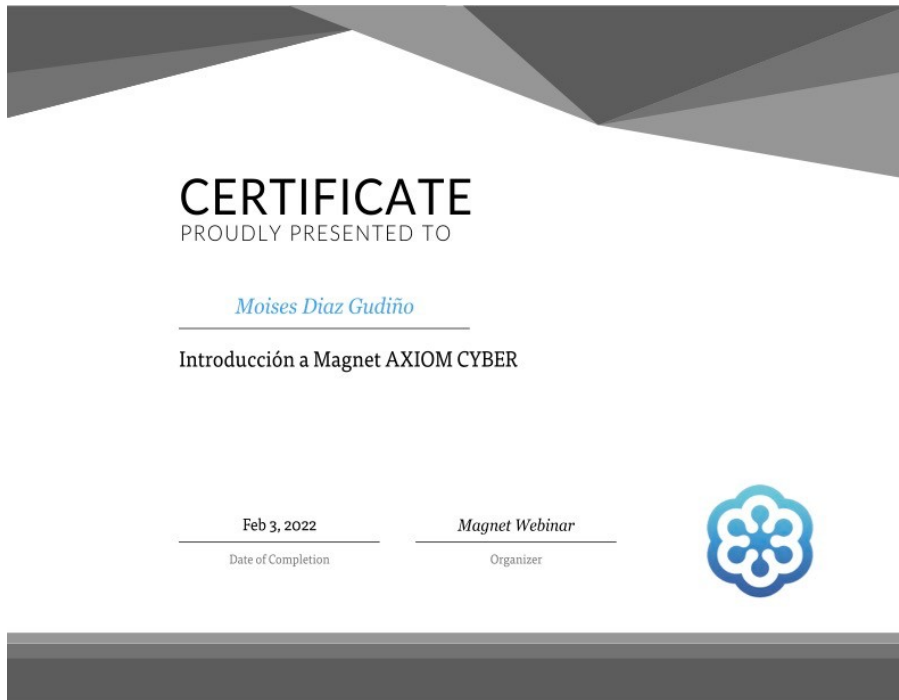 CERTIFICATE
PROUDLY PRESENTED TO
Moises Diaz Gudiño
Introducción a Magnet AXIOM CYBER
Feb 3, 2022
Magnet Webinar
Date of Completion
Organizer